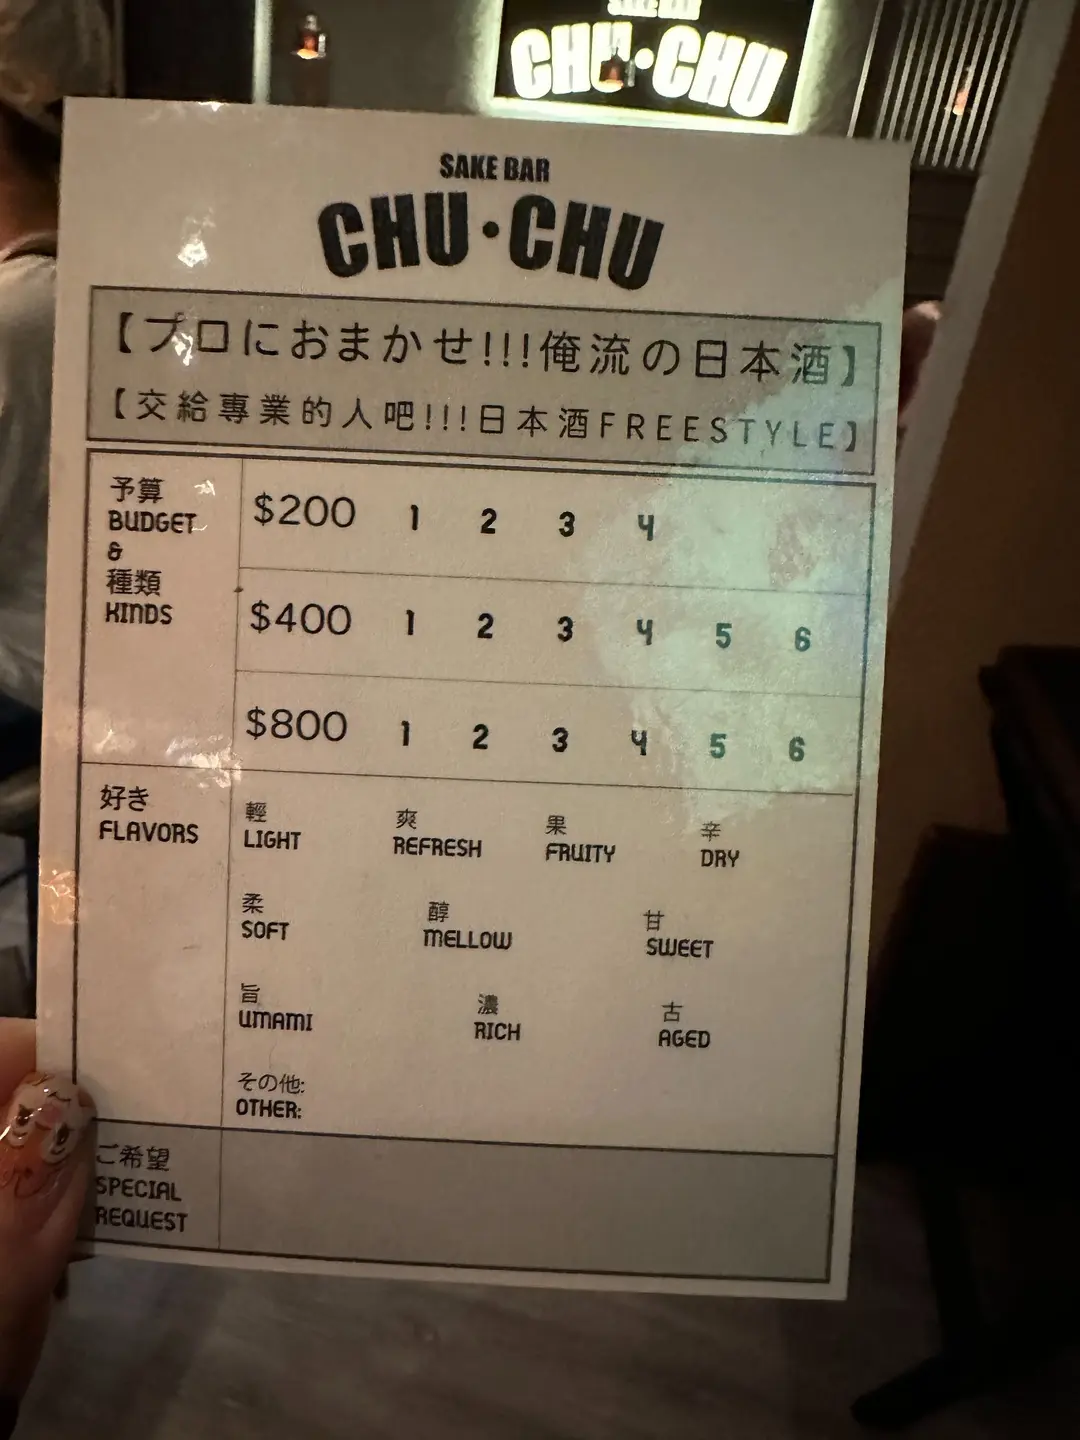 SAKE BAR
CHU·CHU
SAKE BAR
CHU·CHU
【プロにおまかせ!!!俺流の日本酒】
【交給專業的人吧!!!日本酒FREESTYLE】
予算
BUDGET
&
種類
KINDS
$200 1 2 3 4
$400 1 2 3 4 5 6
$800 1 2 3 4 5 6
好き
FLAVORS
輕 爽 果 辛
LIGHT REFRESH FRUITY DRY
柔 醇 甘
SOFT MELLOW SWEET
旨 濃 古
UMAMI RICH AGED
その他:
OTHER:
ご希望
SPECIAL
REQUEST